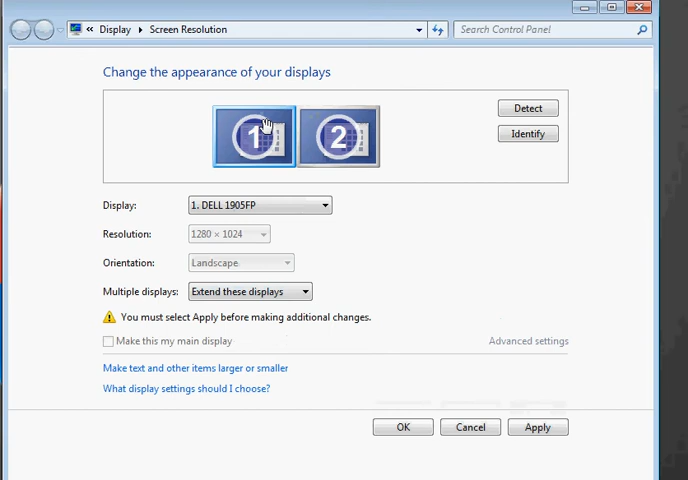 « Display Screen Resolution
Search Control Panel
Change the appearance of your displays
1 2
Detect
Identify
Display: 1. DELL 1905FP
Resolution: 1280 × 1024
Orientation: Landscape
Multiple displays: Extend these displays
You must select Apply before making additional changes.
Make this my main display
Advanced settings
Make text and other items larger or smaller
What display settings should I choose?
OK Cancel Apply